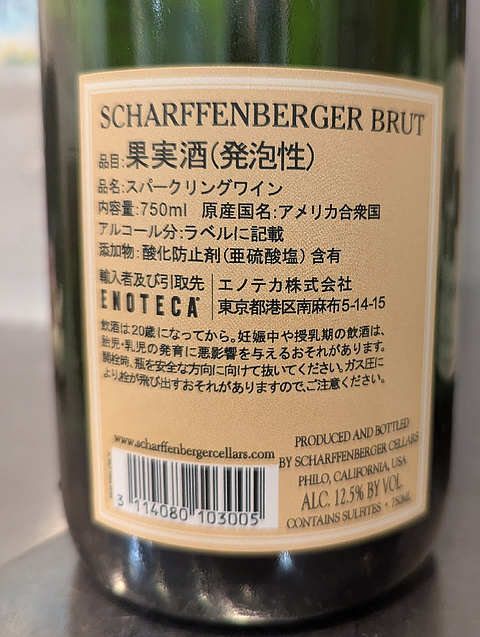 SCHARFFENBERGER BRUT
品目:果実酒(発泡性)
品名:スパークリングワイン
内容量:750ml 原産国名:アメリカ合衆国
アルコール分:ラベルに記載
添加物:酸化防止剤(亜硫酸塩)含有
輸入者及び引取先
ENOTECA
エノテカ株式会社
東京都港区南麻布5-14-15
飲酒は20歳になってから。妊娠中や授乳期の飲酒は、
胎児・乳児の発育に悪影響を与えるおそれがあります。
開栓時、瓶を安全な方向に向けて抜いてください。ガス圧に
より、栓が飛び出すおそれがありますので、ご注意ください。
www.scharffenbergercellars.com
3 114080 103005
PRODUCED AND BOTTLED
BY SCHARFFENBERGER CELLARS
PHILO, CALIFORNIA, USA
ALC. 12.5% BY VOL
CONTAINS SULFITES • 750ML